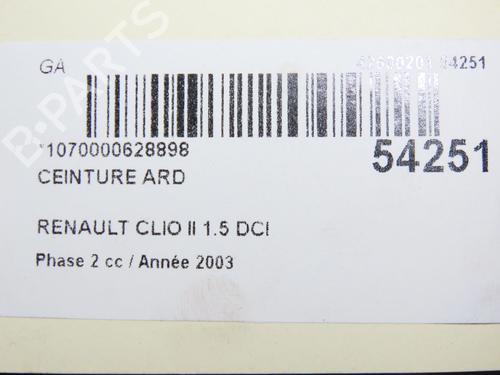 GA
54251
*1070000628898
54251
CEINTURE ARD
RENAULT CLIO II 1.5 DCI
Phase 2 cc / Année 2003
B-PARTS